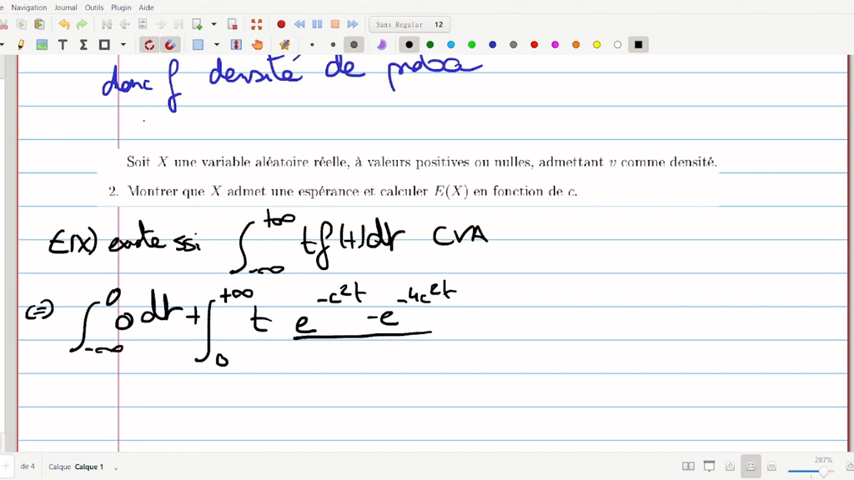 Navigation Journal Outils Plugin Aide
Sans Regular 12
donc f densité de proba
Soit X une variable aléatoire réelle, à valeurs positives ou nulles, admettant v comme densité.
2. Montrer que X admet une espérance et calculer E(X) en fonction de c.
E(X) existe ssi ∫_{-∞}^{+∞} t f(t) dt CVA
⇔ ∫_{-∞}^{0} 0 dt + ∫_{0}^{+∞} t e^{-c²t} - e^{-4c²t}
de 4 Calque Calque 1 287%